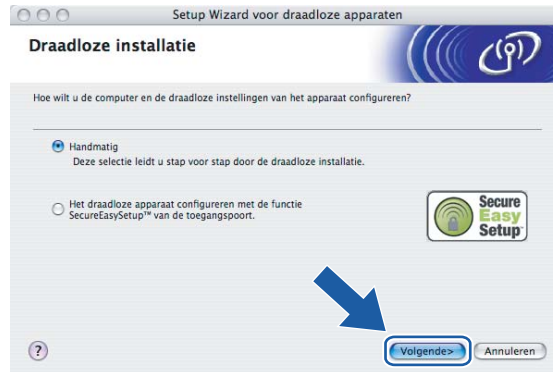 Setup Wizard voor draadloze apparaten
Draadloze installatie
Hoe wilt u de computer en de draadloze instellingen van het apparaat configureren?
Handmatig
Deze selectie leidt u stap voor stap door de draadloze installatie.
Het draadloze apparaat configureren met de functie
SecureEasySetup™ van de toegangspoort.
Secure
Easy
Setup™
?
Volgende>
Annuleren